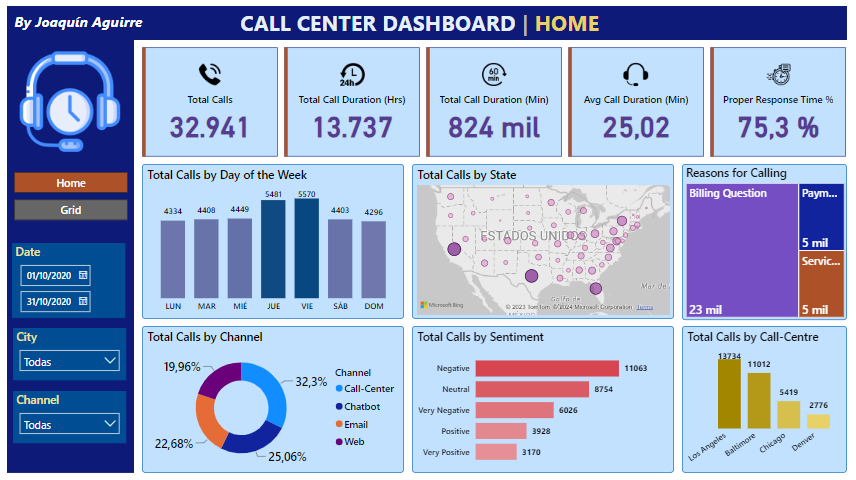 By Joaquín Aguirre
CALL CENTER DASHBOARD | HOME
Home
Grid
Date
01/10/2020
31/10/2020
City
Todas
Channel
Todas
24h
60 min
Total Calls
32.941
Total Call Duration (Hrs)
13.737
Total Call Duration (Min)
824 mil
Avg Call Duration (Min)
25,02
Proper Response Time %
75,3 %
Total Calls by Day of the Week
4334 4408 4449 5481 5570 4403 4296
LUN MAR MIÉ JUE VIE SÁB DOM
Total Calls by State
ESTADOS UNIDOS
Mar de
Golfo de
MÉXICO
Microsoft Bing
© 2023 TomTom, © 2024 Microsoft Corporation Terms
Reasons for Calling
Billing Question
23 mil
Paym...
5 mil
Servic...
5 mil
Total Calls by Channel
19,96%
32,3%
22,68%
25,06%
Channel
Call-Center
Chatbot
Email
Web
Total Calls by Sentiment
Negative 11063
Neutral 8754
Very Negative 6026
Positive 3928
Very Positive 3170
Total Calls by Call-Centre
13734 11012 5419 2776
Los Angeles Baltimore Chicago Denver